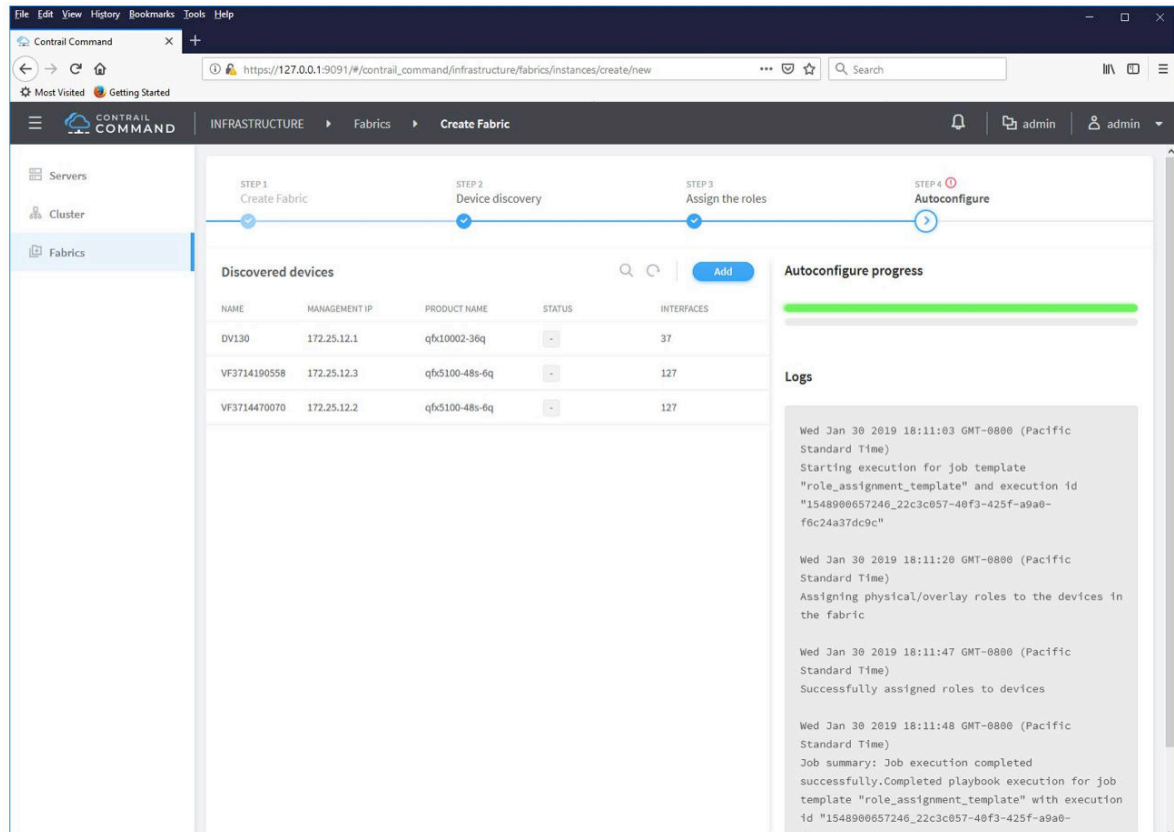 File Edit View History Bookmarks Tools Help
Contrail Command
https://127.0.0.1:9091/#/contrail_command/infrastructure/fabrics/instances/create/new
Search
Most Visited Getting Started
CONTRAIL
COMMAND
INFRASTRUCTURE Fabrics Create Fabric
admin admin
Servers
Cluster
Fabrics
STEP 1
Create Fabric
STEP 2
Device discovery
STEP 3
Assign the roles
STEP 4
Autoconfigure
Discovered devices
Add
NAME MANAGEMENT IP PRODUCT NAME STATUS INTERFACES
DV130 172.25.12.1 qfx10002-36q - 37
VF3714190558 172.25.12.3 qfx5100-48s-6q - 127
VF3714470070 172.25.12.2 qfx5100-48s-6q - 127
Autoconfigure progress
Logs
Wed Jan 30 2019 18:11:03 GMT-0800 (Pacific
Standard Time)
Starting execution for job template
"role_assignment_template" and execution id
"1548900657246_22c3c057-40f3-425f-a9a0-
f6c24a37dc9c"
Wed Jan 30 2019 18:11:20 GMT-0800 (Pacific
Standard Time)
Assigning physical/overlay roles to the devices in
the fabric
Wed Jan 30 2019 18:11:47 GMT-0800 (Pacific
Standard Time)
Successfully assigned roles to devices
Wed Jan 30 2019 18:11:48 GMT-0800 (Pacific
Standard Time)
Job summary: Job execution completed
successfully.Completed playbook execution for job
template "role_assignment_template" with execution
id "1548900657246_22c3c057-40f3-425f-a9a0-